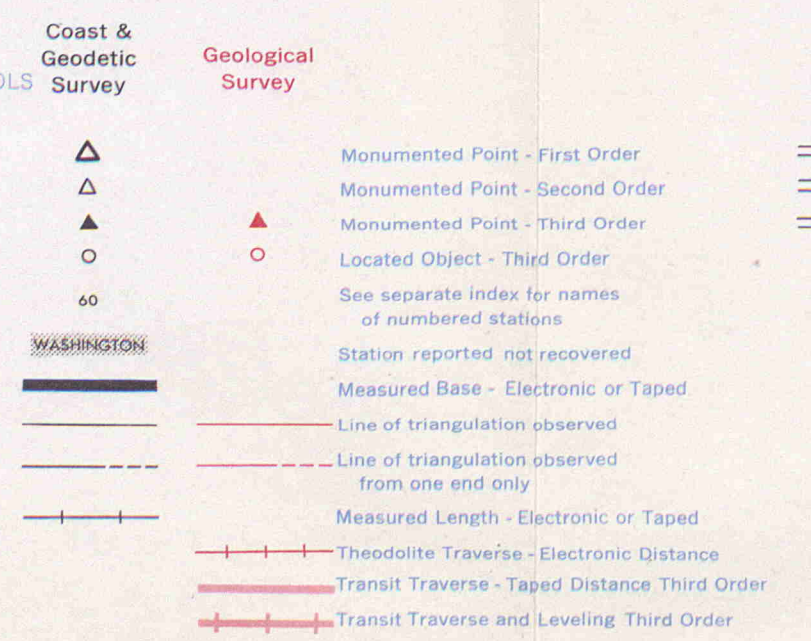 Coast &
Geodetic
Survey
Geological
Survey
OLS
Monumented Point - First Order
Monumented Point - Second Order
Monumented Point - Third Order
Located Object - Third Order
60
See separate index for names
of numbered stations
WASHINGTON
Station reported not recovered
Measured Base - Electronic or Taped
Line of triangulation observed
Line of triangulation observed
from one end only
Measured Length - Electronic or Taped
Theodolite Traverse - Electronic Distance
Transit Traverse - Taped Distance Third Order
Transit Traverse and Leveling Third Order